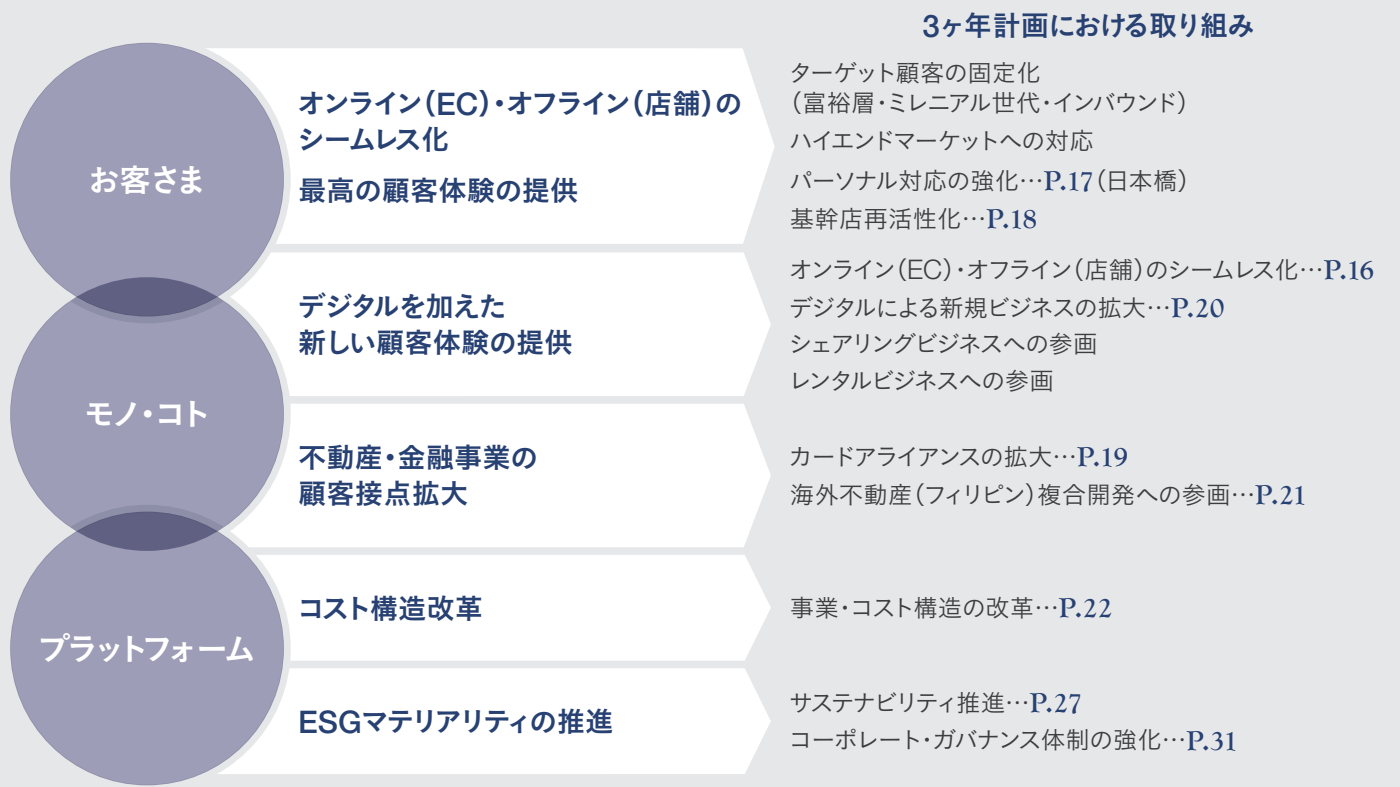 3ヶ年計画における取り組み
お客さま
オンライン(EC)・オフライン(店舗)の
シームレス化
最高の顧客体験の提供
ターゲット顧客の固定化
(富裕層・ミレニアル世代・インバウンド)
ハイエンドマーケットへの対応
パーソナル対応の強化…P.17(日本橋)
基幹店再活性化…P.18
モノ・コト
デジタルを加えた
新しい顧客体験の提供
オンライン(EC)・オフライン(店舗)のシームレス化…P.16
デジタルによる新規ビジネスの拡大…P.20
シェアリングビジネスへの参画
レンタルビジネスへの参画
不動産・金融事業の
顧客接点拡大
カードアライアンスの拡大…P.19
海外不動産(フィリピン)複合開発への参画…P.21
プラットフォーム
コスト構造改革
事業・コスト構造の改革…P.22
ESGマテリアリティの推進
サステナビリティ推進…P.27
コーポレート・ガバナンス体制の強化…P.31